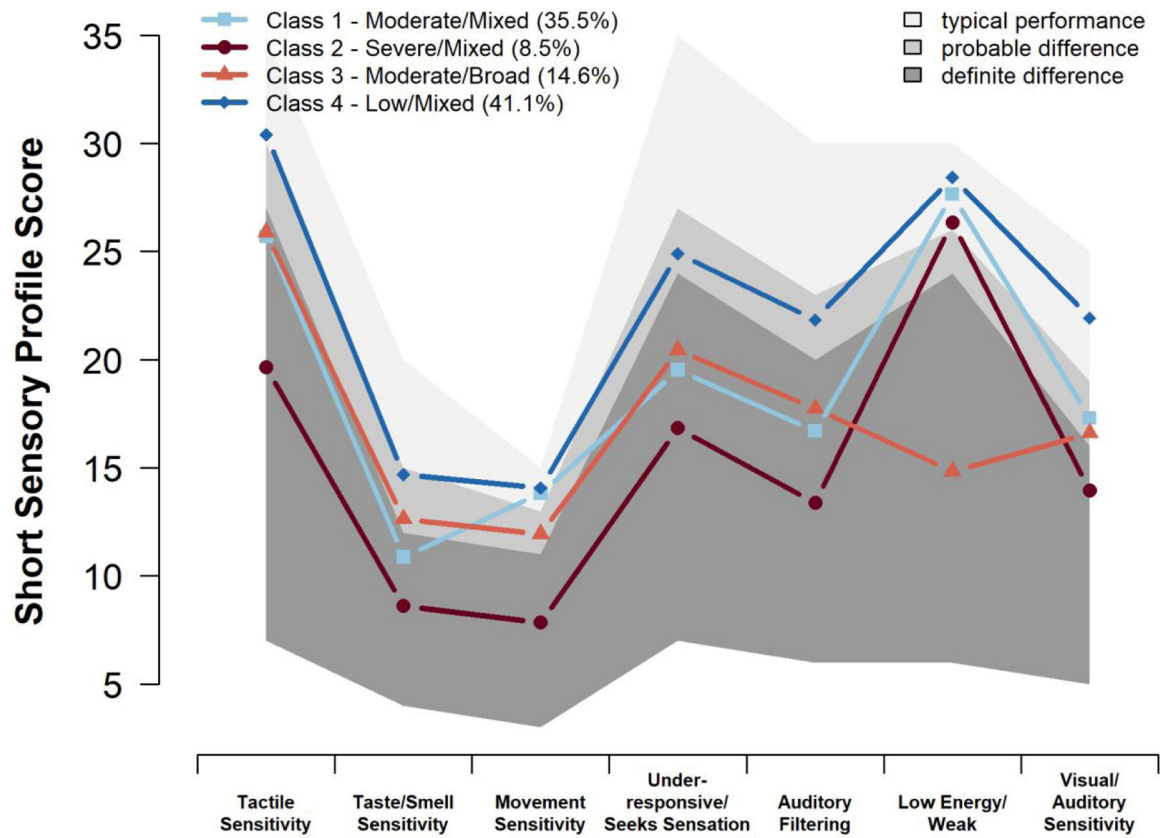 Class 1 - Moderate/Mixed (35.5%)
Class 2 - Severe/Mixed (8.5%)
Class 3 - Moderate/Broad (14.6%)
Class 4 - Low/Mixed (41.1%)
typical performance
probable difference
definite difference
Short Sensory Profile Score
35
30
25
20
15
10
5
Tactile
Sensitivity
Taste/Smell
Sensitivity
Movement
Sensitivity
Under-
responsive/
Seeks Sensation
Auditory
Filtering
Low Energy/
Weak
Visual/
Auditory
Sensitivity